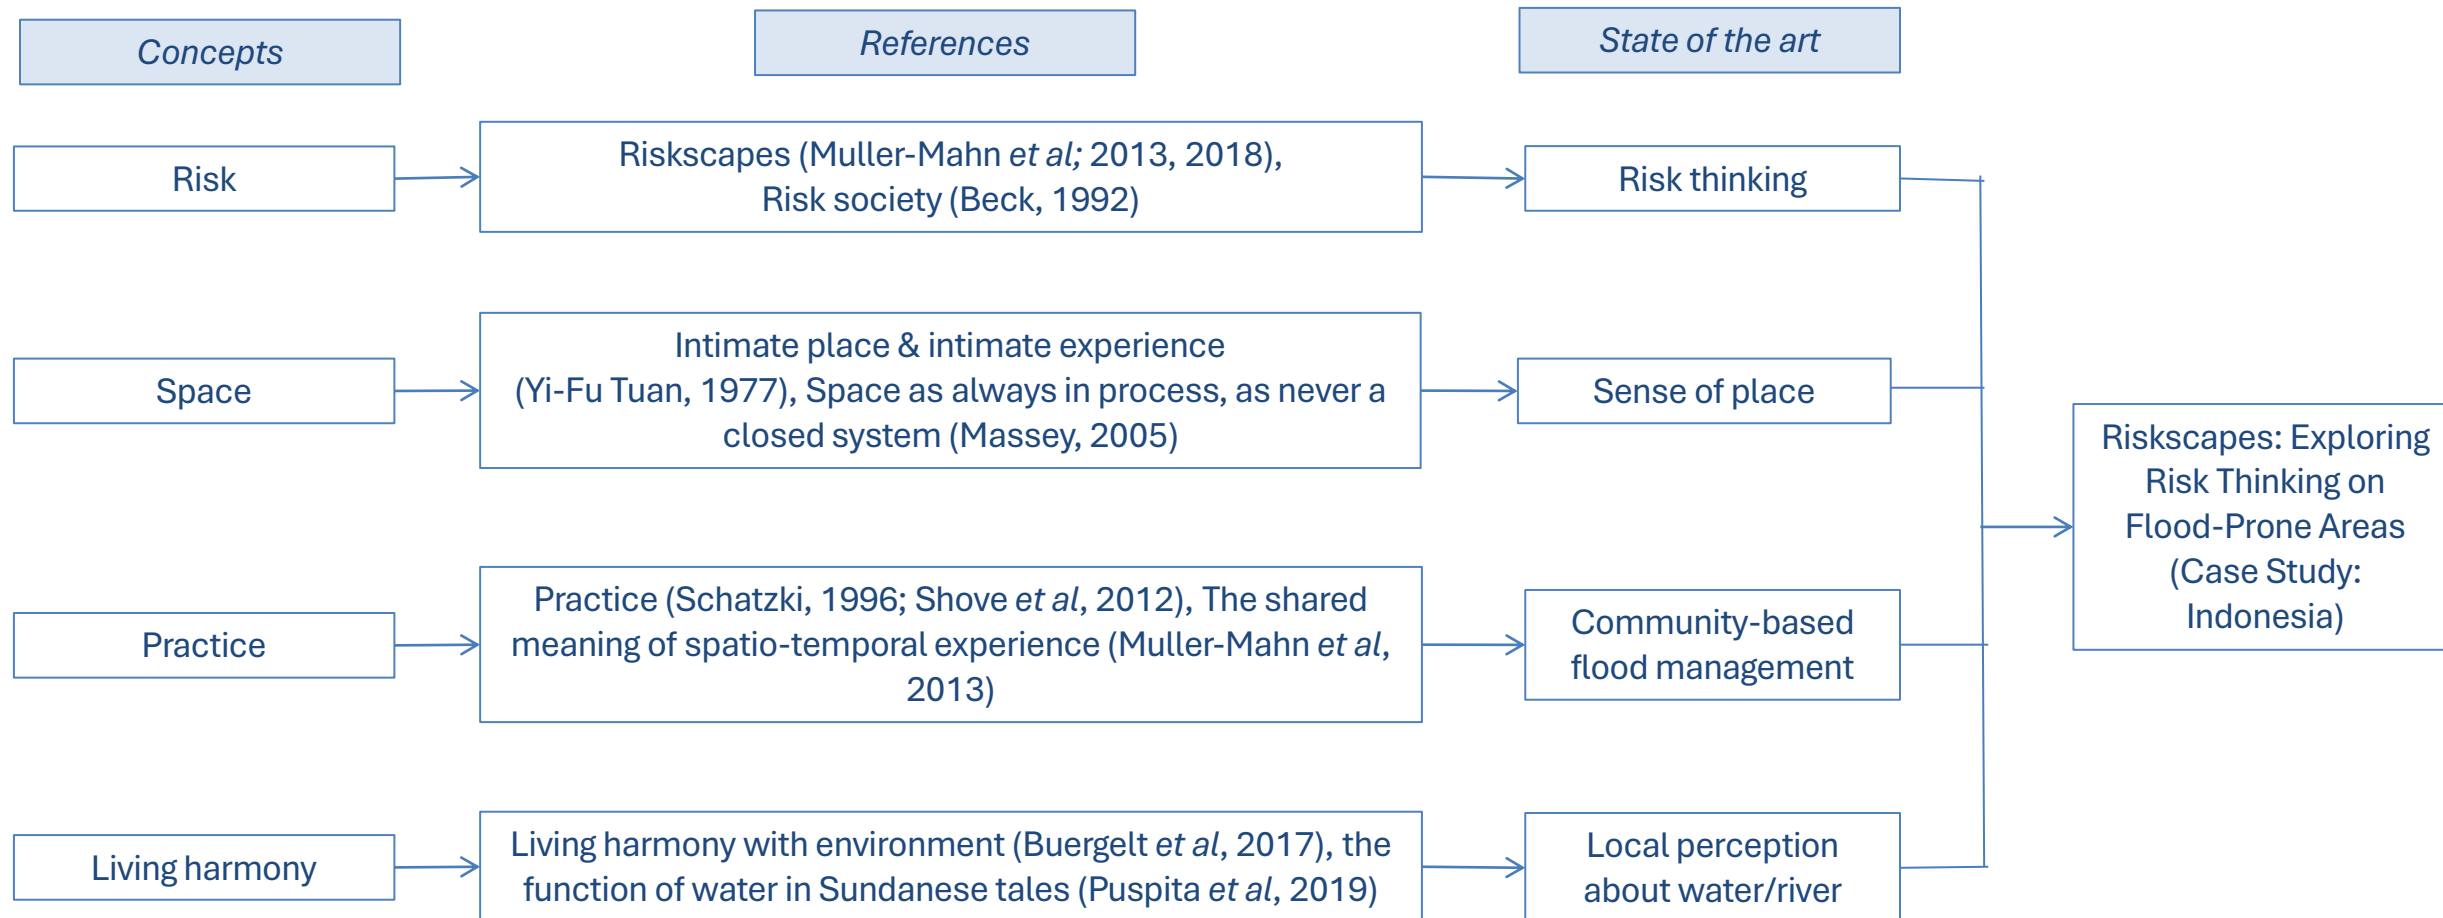 Concepts
References
State of the art
Risk
Riskscapes (Muller-Mahn et al; 2013, 2018),
Risk society (Beck, 1992)
Risk thinking
Space
Intimate place & intimate experience
(Yi-Fu Tuan, 1977), Space as always in process, as never a
closed system (Massey, 2005)
Sense of place
Practice
Practice (Schatzki, 1996; Shove et al, 2012), The shared
meaning of spatio-temporal experience (Muller-Mahn et al,
2013)
Community-based
flood management
Living harmony
Living harmony with environment (Buergelt et al, 2017), the
function of water in Sundanese tales (Puspita et al, 2019)
Local perception
about water/river
Riskscapes: Exploring
Risk Thinking on
Flood-Prone Areas
(Case Study:
Indonesia)